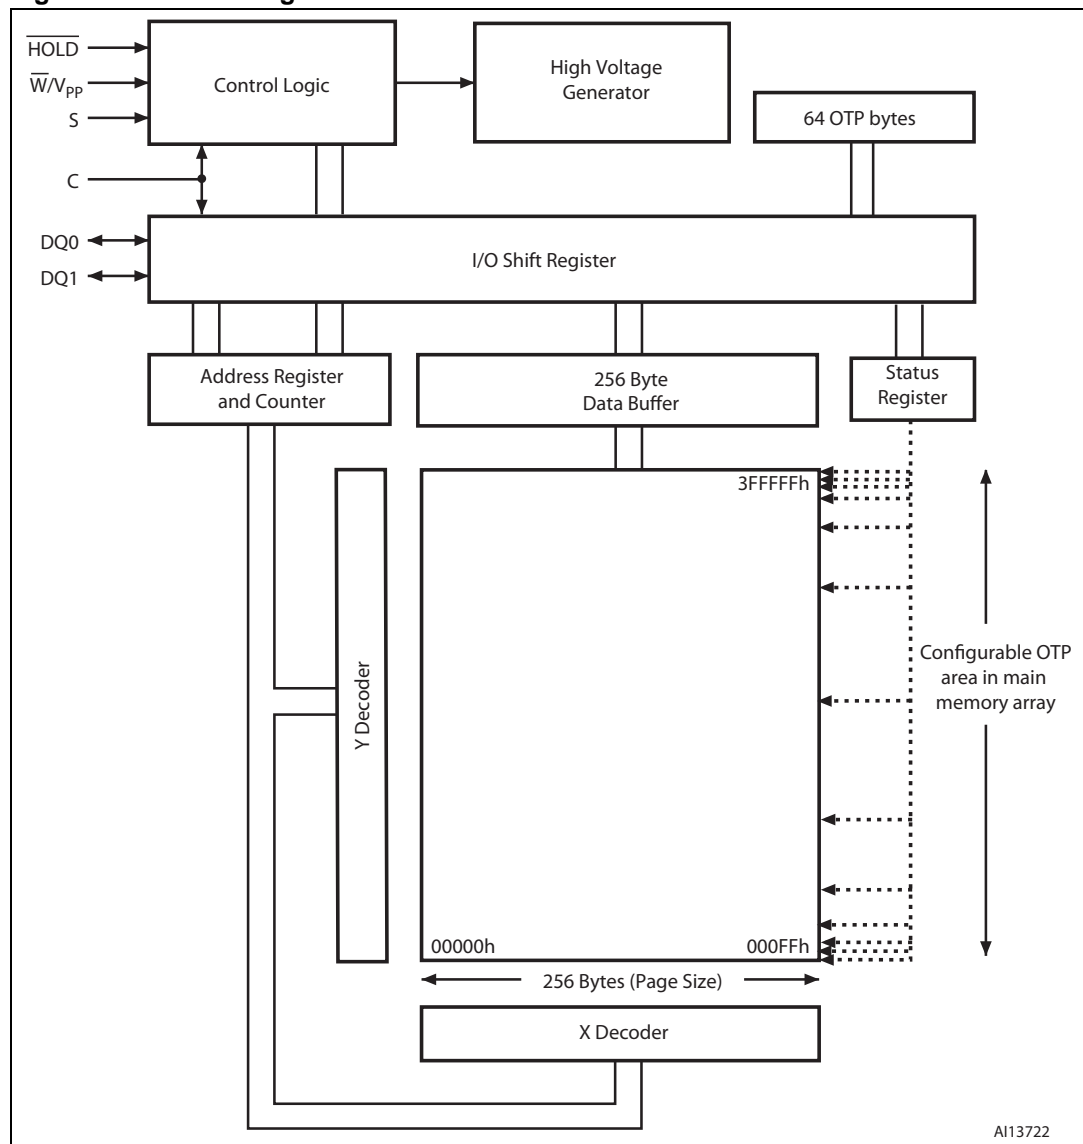 HOLD
W/VPP
S
C
DQ0
DQ1
Control Logic
High Voltage
Generator
64 OTP bytes
I/O Shift Register
Address Register
and Counter
256 Byte
Data Buffer
Status
Register
3FFFFFh
Y Decoder
Configurable OTP
area in main
memory array
00000h
000FFh
256 Bytes (Page Size)
X Decoder
AI13722